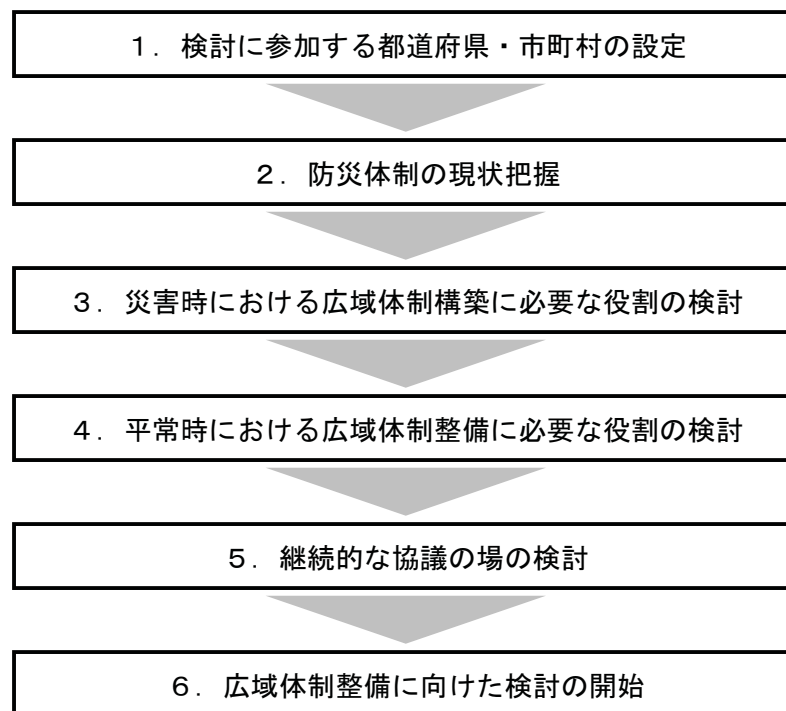 １．検討に参加する都道府県・市町村の設定
２．防災体制の現状把握
３．災害時における広域体制構築に必要な役割の検討
４．平常時における広域体制整備に必要な役割の検討
５．継続的な協議の場の検討
６．広域体制整備に向けた検討の開始